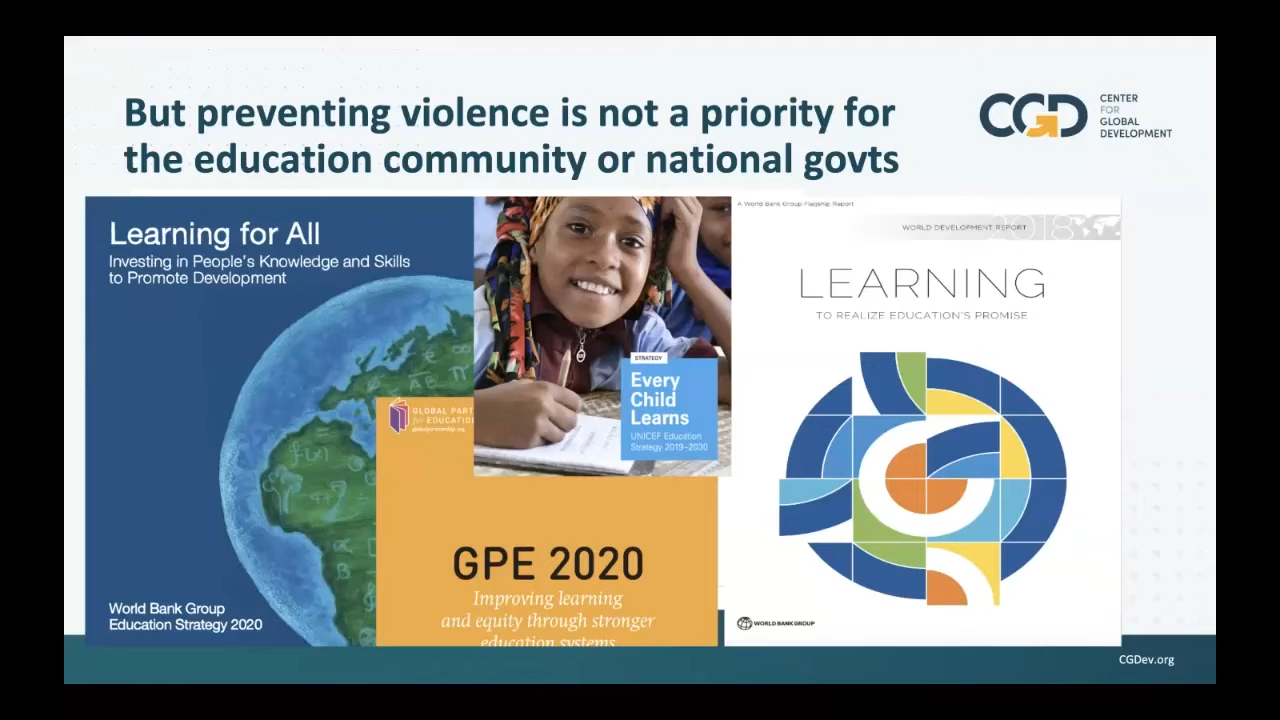 But preventing violence is not a priority for
the education community or national govts
CGD
CENTER
FOR
GLOBAL
DEVELOPMENT
Learning for All
Investing in People's Knowledge and Skills
to Promote Development
World Bank Group
Education Strategy 2020
GLOBAL PART
for EDUCATION
globalpartnership.org
GPE 2020
Improving learning
and equity through stronger
education systems
STRATEGY
Every
Child
Learns
UNICEF Education
Strategy 2019–2030
A World Bank Group Flagship Report
2018
WORLD DEVELOPMENT REPORT
LEARNING
TO REALIZE EDUCATION'S PROMISE
WORLD BANK GROUP
CGDev.org